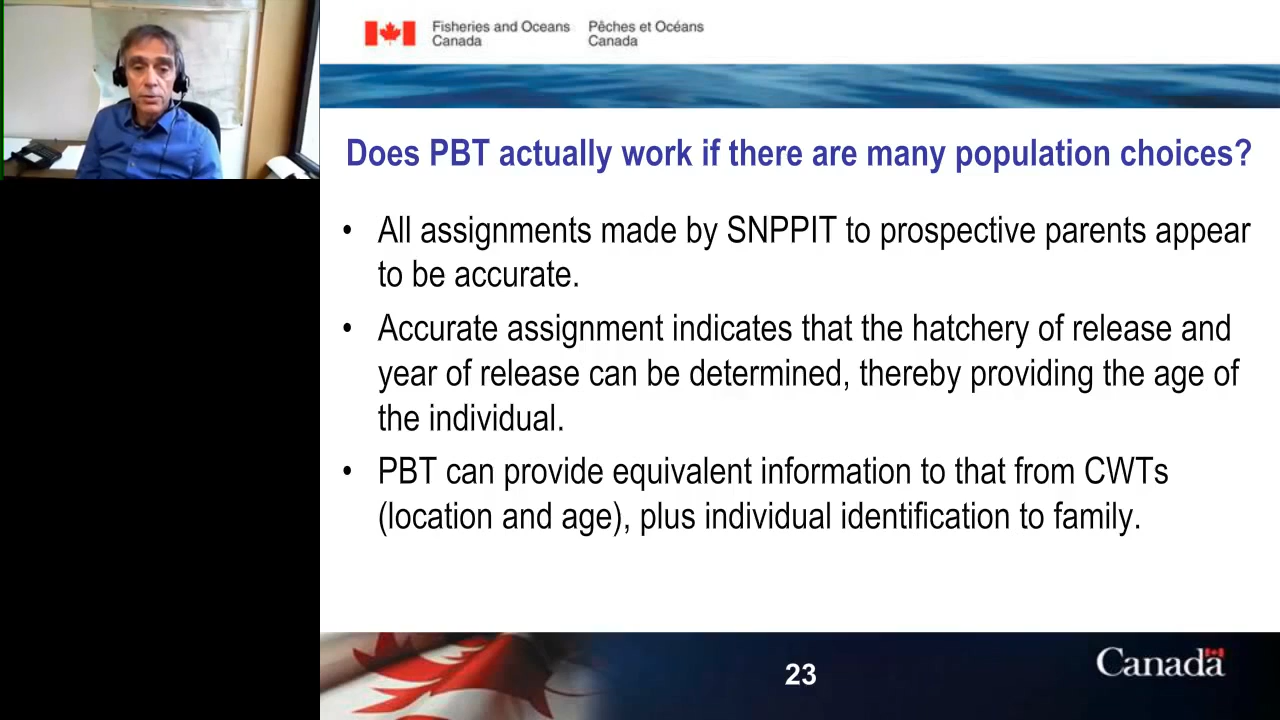 Fisheries and Oceans Pêches et Océans
Canada Canada
Does PBT actually work if there are many population choices?
• All assignments made by SNPPIT to prospective parents appear
to be accurate.
• Accurate assignment indicates that the hatchery of release and
year of release can be determined, thereby providing the age of
the individual.
• PBT can provide equivalent information to that from CWTs
(location and age), plus individual identification to family.
23
Canada